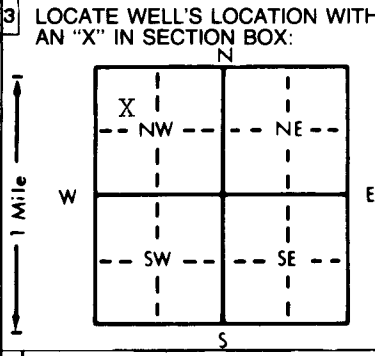 3 LOCATE WELL'S LOCATION WITH
AN "X" IN SECTION BOX:
N
X
NW NE
W E
1 Mile
SW SE
S